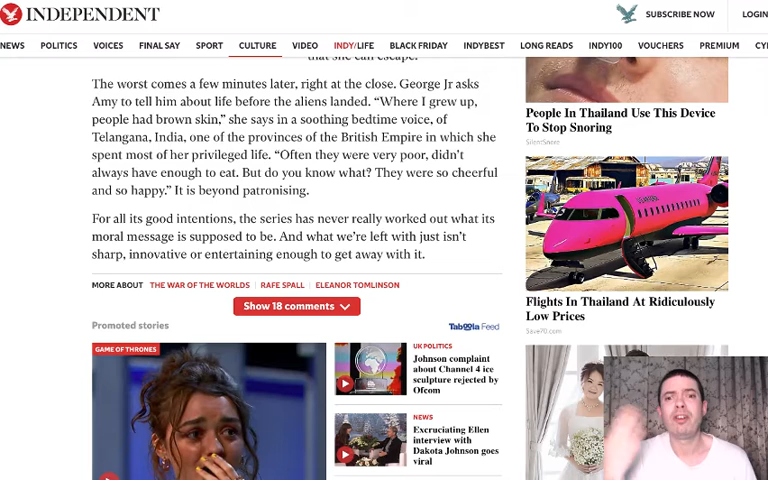 INDEPENDENT
SUBSCRIBE NOW
LOGIN
NEWS POLITICS VOICES FINAL SAY SPORT CULTURE VIDEO INDY/LIFE BLACK FRIDAY INDYBEST LONG READS INDY100 VOUCHERS PREMIUM CY
that she can escape.
The worst comes a few minutes later, right at the close. George Jr asks
Amy to tell him about life before the aliens landed. “Where I grew up,
people had brown skin,” she says in a soothing bedtime voice, of
Telangana, India, one of the provinces of the British Empire in which she
spent most of her privileged life. “Often they were very poor, didn’t
always have enough to eat. But do you know what? They were so cheerful
and so happy.” It is beyond patronising.
For all its good intentions, the series has never really worked out what its
moral message is supposed to be. And what we’re left with just isn’t
sharp, innovative or entertaining enough to get away with it.
MORE ABOUT THE WAR OF THE WORLDS | RAFE SPALL | ELEANOR TOMLINSON
Show 18 comments
Promoted stories
Taboola Feed
GAME OF THRONES
UK POLITICS
Johnson complaint
about Channel 4 ice
sculpture rejected by
Ofcom
NEWS
Excruciating Ellen
interview with
Dakota Johnson goes
viral
People In Thailand Use This Device
To Stop Snoring
SilentSnore
Flights In Thailand At Ridiculously
Low Prices
Save70.com